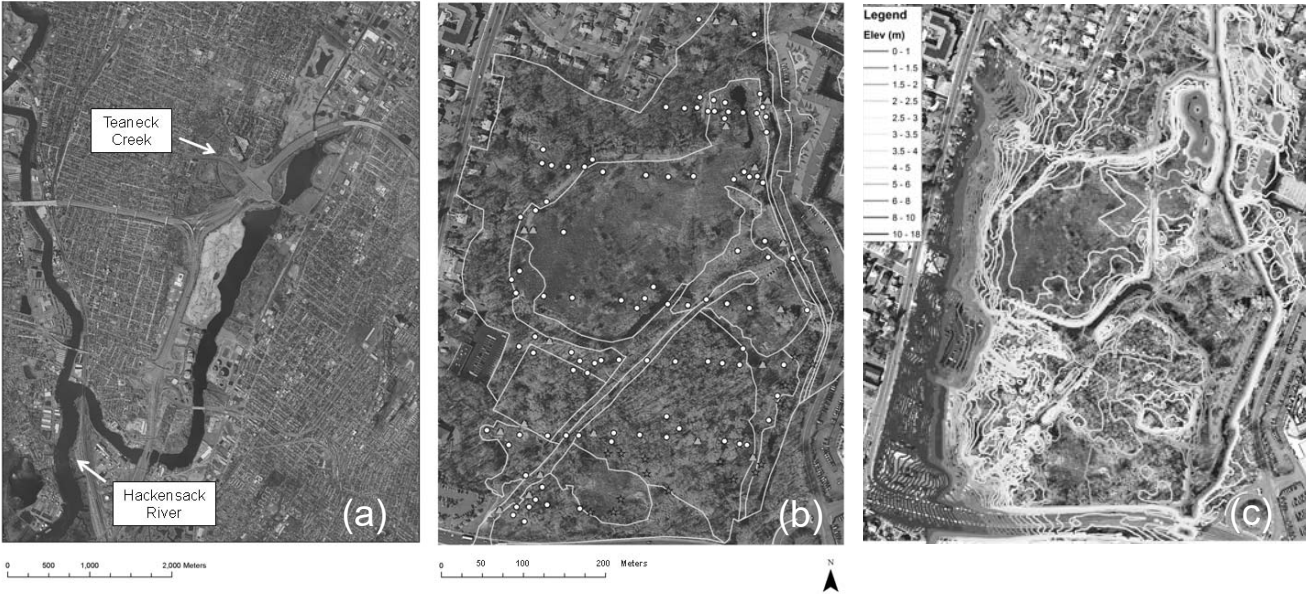 Teaneck
Creek
Hackensack
River
(a)
0 500 1,000 2,000 Meters
(b)
0 50 100 200 Meters
N
Legend
Elev (m)
0 - 1
1 - 1.5
1.5 - 2
2 - 2.5
2.5 - 3
3 - 3.5
3.5 - 4
4 - 5
5 - 6
6 - 8
8 - 10
10 - 18
(c)